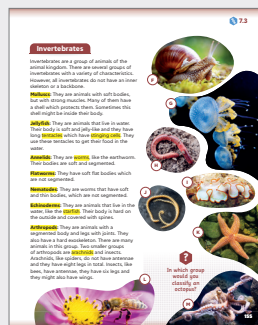 7.3
Invertebrates
Invertebrates are a group of animals of the
animal kingdom. There are several groups of
invertebrates with a variety of characteristics.
However, all invertebrates do not have an inner
skeleton or a backbone.
Molluscs: They are animals with soft bodies,
but with strong muscles. Many of them have
a shell which protects them. Sometimes this
shell might be inside their body.
Jellyfish: They are animals that live in water.
Their body is soft and jelly-like and they have
long tentacles which have stinging cells. They
use these tentacles to get their food in the
water.
Annelids: They are worms, like the earthworm.
Their bodies are soft and segmented.
Flatworms: They have soft flat bodies which
are not segmented.
Nematodes: They are worms that have soft
and thin bodies, which are not segmented.
Echinoderms: They are animals that live in the
water, like the starfish. Their body is hard on
the outside and covered with spines.
Arthropods: They are animals with a
segmented body and legs with joints. They
also have a hard exoskeleton. There are many
animals in this group. Two smaller groups
of arthropods are arachnids and insects.
Arachnids, like spiders, do not have antennae
and they have eight legs in total. Insects, like
bees, have antennae, they have six legs and
they might also have wings.
F
G
H
I
J
K
L
M
?
In which group
would you
classify an
octopus?
155